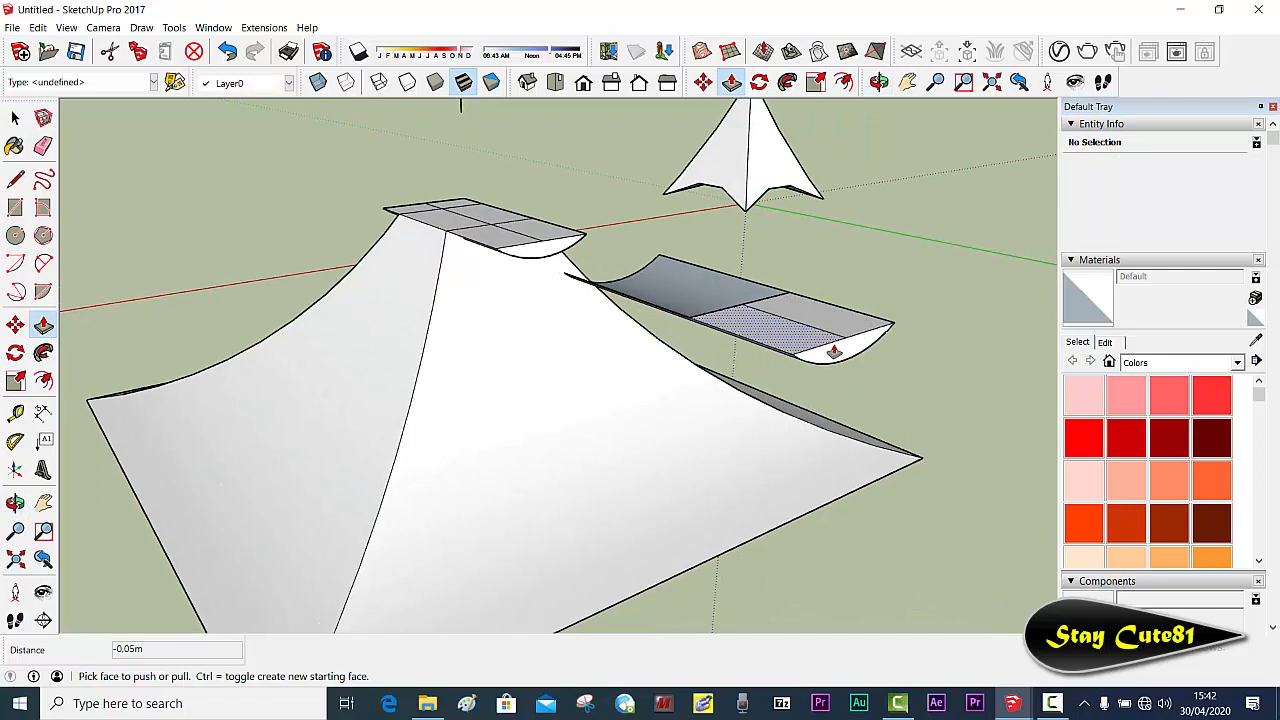 Untitled - SketchUp Pro 2017
File Edit View Camera Draw Tools Window Extensions Help
J F M A M J J A S O N D 06:43 AM Noon 04:45 PM
Type: <undefined> Layer0
Default Tray
Entity Info
No Selection
Materials
Default
Select Edit
Colors
A1
Components
Stay Cute81
Distance -0,05m
Pick face to push or pull. Ctrl = toggle create new starting face.
Type here to search
15:42
30/04/2020